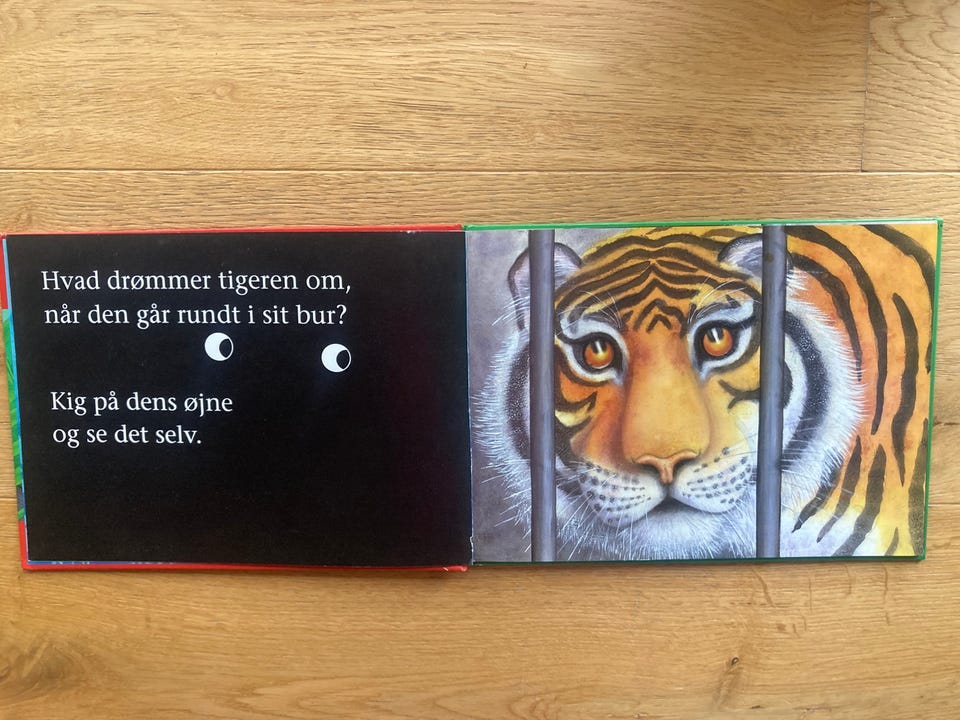 Hvad drømmer tigeren om,
når den går rundt i sit bur?
Kig på dens øjne
og se det selv.